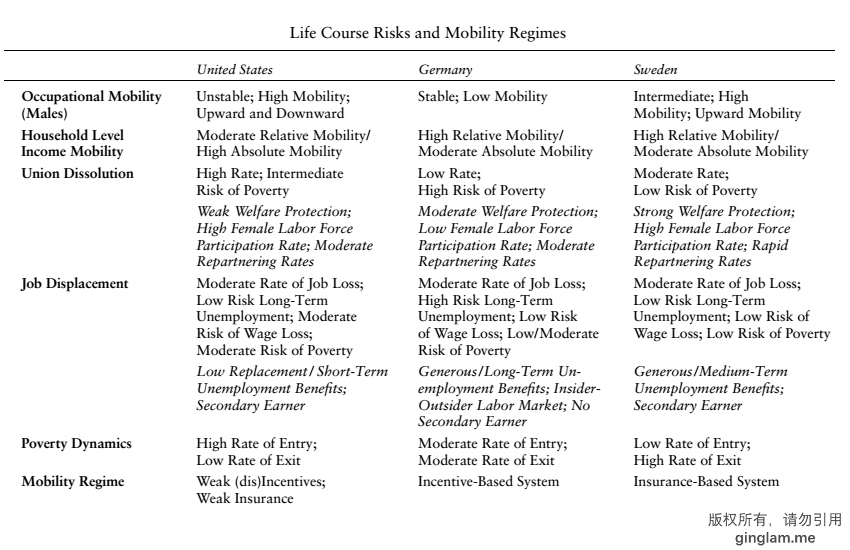 Life Course Risks and Mobility Regimes
United States Germany Sweden
Occupational Mobility Unstable; High Mobility; Stable; Low Mobility Intermediate; High
(Males) Upward and Downward Mobility; Upward Mobility
Household Level Moderate Relative Mobility/ High Relative Mobility/ High Relative Mobility/
Income Mobility High Absolute Mobility Moderate Absolute Mobility Moderate Absolute Mobility
Union Dissolution High Rate; Intermediate Low Rate; Moderate Rate;
Risk of Poverty High Risk of Poverty Low Risk of Poverty
Weak Welfare Protection; Moderate Welfare Protection; Strong Welfare Protection;
High Female Labor Force Low Female Labor Force High Female Labor Force
Participation Rate; Moderate Participation Rate; Moderate Participation Rate; Rapid
Repartnering Rates Repartnering Rates Repartnering Rates
Job Displacement Moderate Rate of Job Loss; Moderate Rate of Job Loss; Moderate Rate of Job Loss;
Low Risk Long-Term High Risk Long-Term Low Risk Long-Term
Unemployment; Moderate Unemployment; Low Risk Unemployment; Low Risk of
Risk of Wage Loss; of Wage Loss; Low/Moderate Wage Loss; Low Risk of Poverty
Moderate Risk of Poverty Risk of Poverty
Low Replacement/ Short-Term Generous/Long-Term Un- Generous/Medium-Term
Unemployment Benefits; employment Benefits; Insider- Unemployment Benefits;
Secondary Earner Outsider Labor Market; No Secondary Earner
Secondary Earner
Poverty Dynamics High Rate of Entry; Moderate Rate of Entry; Low Rate of Entry;
Low Rate of Exit Moderate Rate of Exit High Rate of Exit
Mobility Regime Weak (dis)Incentives; Incentive-Based System Insurance-Based System
Weak Insurance
版权所有，请勿引用
ginglam.me